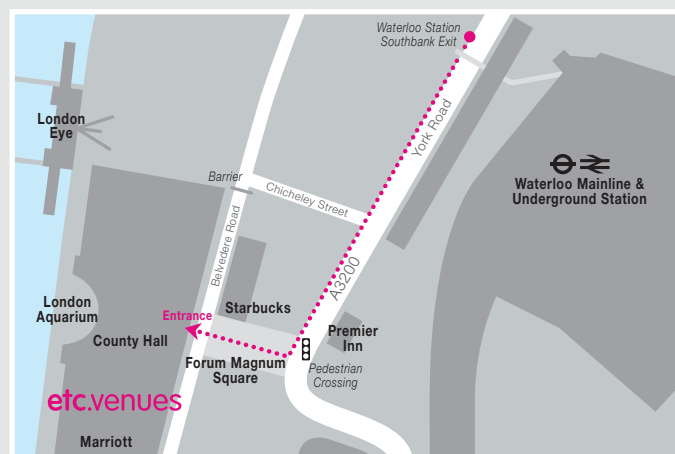 Waterloo Station
Southbank Exit
London
Eye
York Road
Waterloo Mainline &
Underground Station
Barrier
Chicheley Street
Belvedere Road
A3200
London
Aquarium
Entrance
Starbucks
County Hall
Premier
Inn
Forum Magnum
Square
Pedestrian
Crossing
etc.venues
Marriott